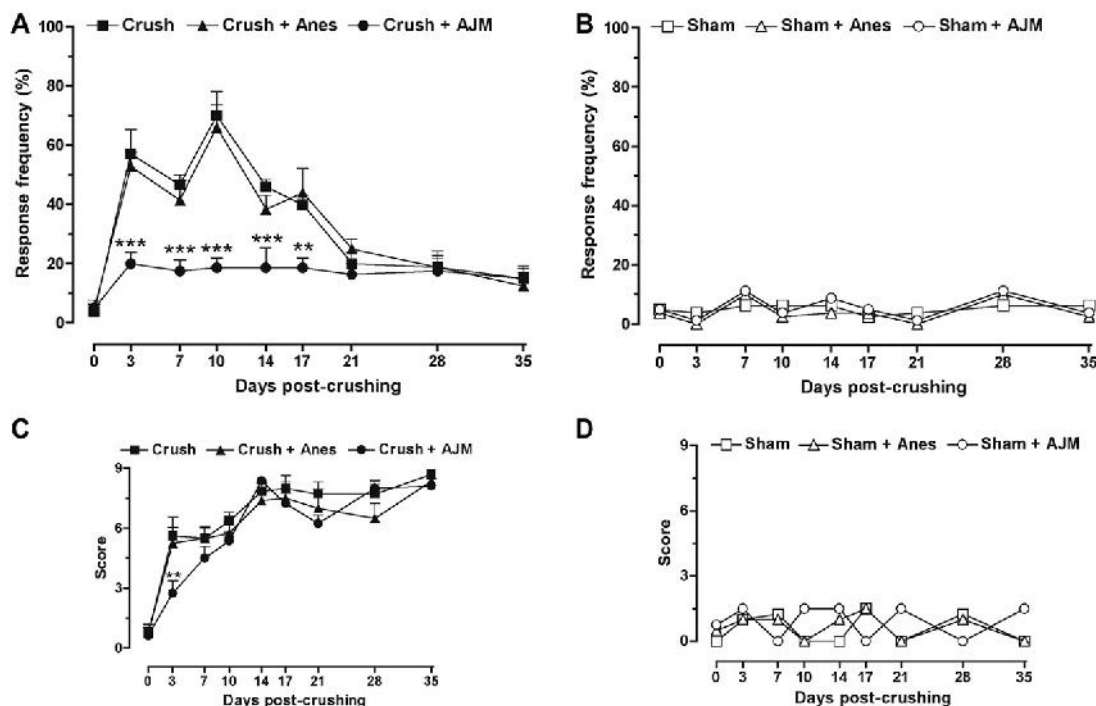 A
Crush Crush + Anes Crush + AJM
Response frequency (%)
100
80
60
40
20
0
*** *** *** *** **
0 3 7 10 14 17 21 28 35
Days post-crushing
B
Sham Sham + Anes Sham + AJM
Response frequency (%)
100
80
60
40
20
0
0 3 7 10 14 17 21 28 35
Days post-crushing
C
Crush Crush + Anes Crush + AJM
Score
9
6
3
0
**
0 3 7 10 14 17 21 28 35
Days post-crushing
D
Sham Sham + Anes Sham + AJM
Score
9
6
3
0
0 3 7 10 14 17 21 28 35
Days post-crushing